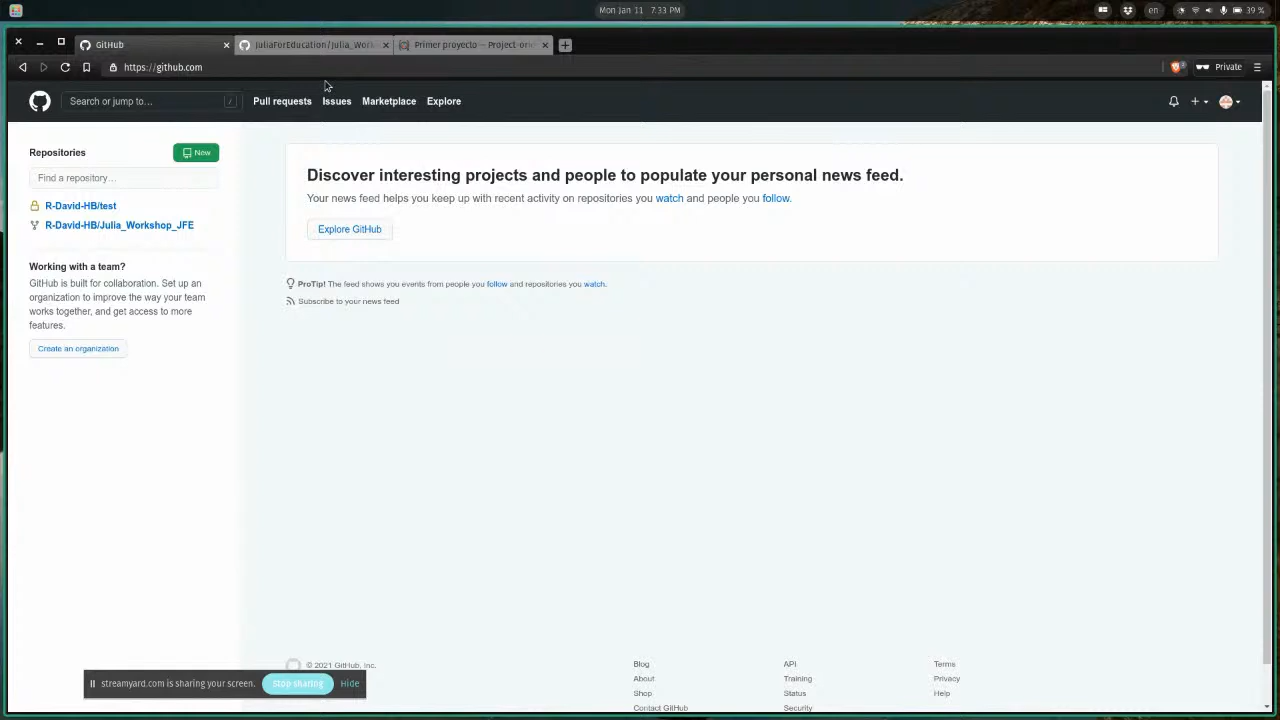 Mon Jan 11 7:33 PM
en
39 %
GitHub
JuliaForEducation/Julia_Work
Primer proyecto — Project-orie
https://github.com
3
Private
Search or jump to…
/
Pull requests
Issues
Marketplace
Explore
Repositories
New
Find a repository…
R-David-HB/test
R-David-HB/Julia_Workshop_JFE
Working with a team?
GitHub is built for collaboration. Set up an
organization to improve the way your team
works together, and get access to more
features.
Create an organization
Discover interesting projects and people to populate your personal news feed.
Your news feed helps you keep up with recent activity on repositories you watch and people you follow.
Explore GitHub
ProTip! The feed shows you events from people you follow and repositories you watch.
Subscribe to your news feed
© 2021 GitHub, Inc.
Blog
About
Shop
Contact GitHub
API
Training
Status
Security
Terms
Privacy
Help
streamyard.com is sharing your screen.
Stop sharing
Hide